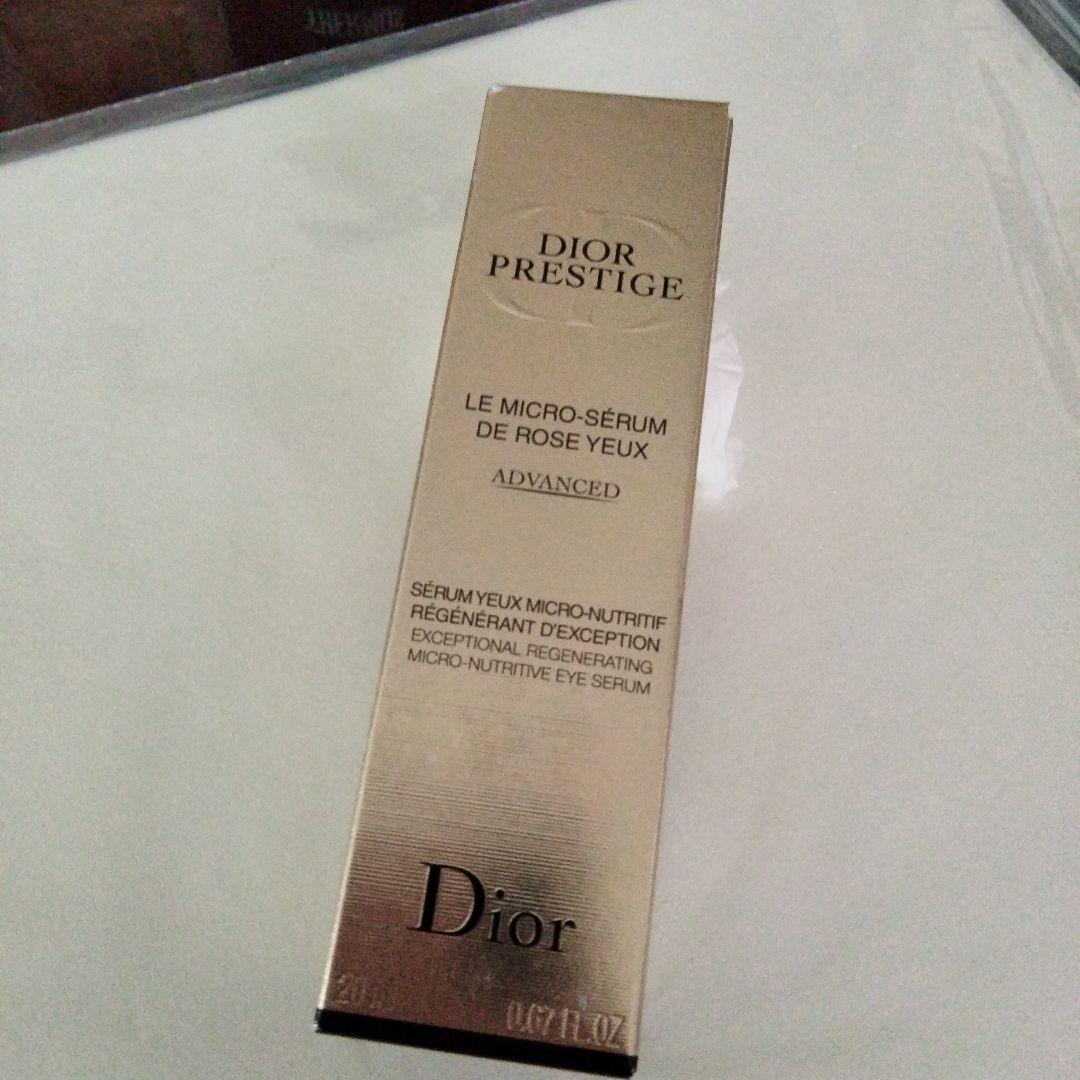 DIOR
PRESTIGE
LE MICRO-SÉRUM
DE ROSE YEUX
ADVANCED
SÉRUM YEUX MICRO-NUTRITIF
RÉGÉNÉRANT D'EXCEPTION
EXCEPTIONAL REGENERATING
MICRO-NUTRITIVE EYE SERUM
Dior
20
0.67 FL.OZ